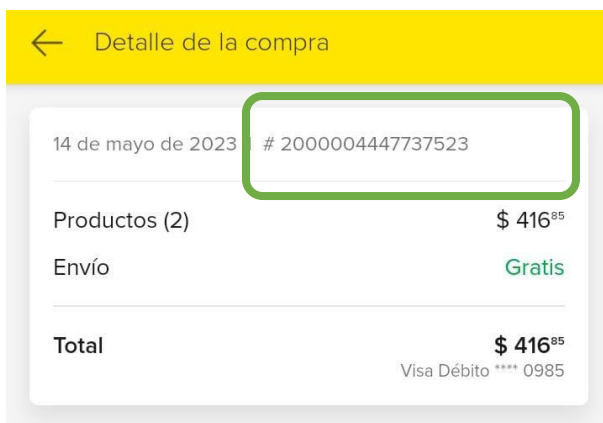 Detalle de la compra
14 de mayo de 2023 | # 2000004447737523
Productos (2) $ 416⁸⁵
Envío Gratis
Total $ 416⁸⁵
Visa Débito **** 0985